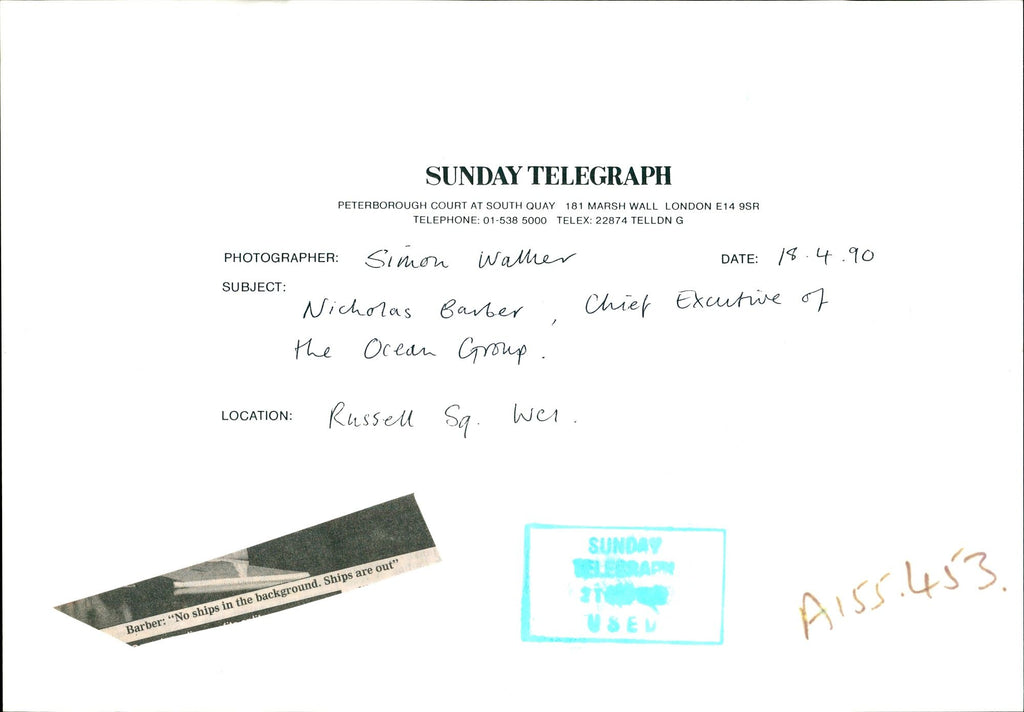 SUNDAY TELEGRAPH
PETERBOROUGH COURT AT SOUTH QUAY 181 MARSH WALL LONDON E14 9SR
TELEPHONE: 01-538 5000 TELEX: 22874 TELLDN G
PHOTOGRAPHER: Simon Walker DATE: 18.4.90
SUBJECT:
Nicholas Barber, Chief Excutive of
the Ocean Group.
LOCATION: Russell Sq. WC1.
Barber: "No ships in the background. Ships are out"
SUNDAY
TELEGRAPH
USED
A155.453.